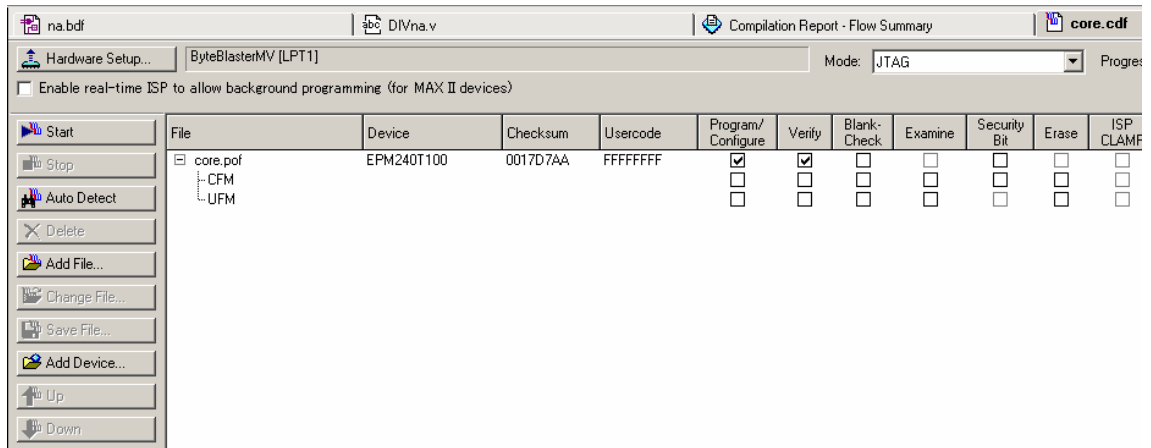 na.bdf
DIVna.v
Compilation Report - Flow Summary
core.cdf
Hardware Setup...
ByteBlasterMV [LPT1]
Mode: JTAG
Enable real-time ISP to allow background programming (for MAX II devices)
Start
Stop
Auto Detect
Delete
Add File...
Change File...
Save File...
Add Device...
Up
Down
File Device Checksum Usercode Program/ Configure Verify Blank- Check Examine Security Bit Erase ISP
core.pof EPM240T100 0017D7AA FFFFFFFF
CFM
UFM